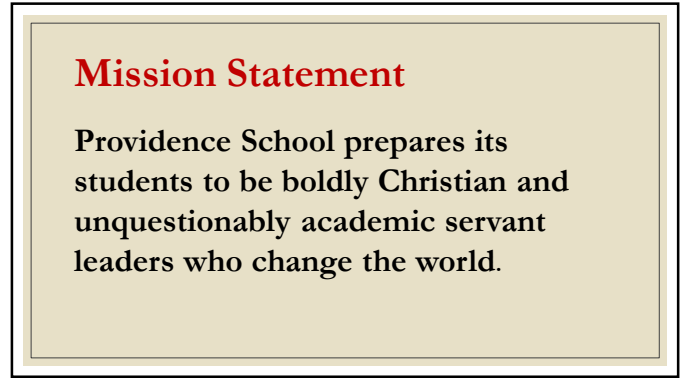 Mission Statement
Providence School prepares its
students to be boldly Christian and
unquestionably academic servant
leaders who change the world.